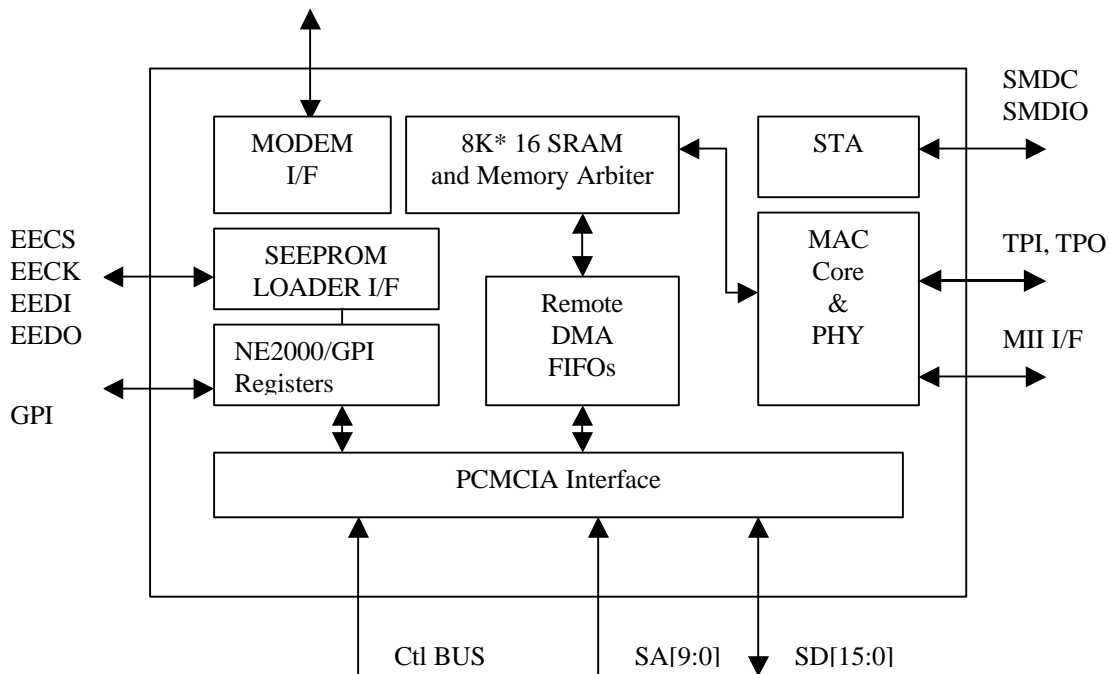 SMDC
SMDIO
MODEM
I/F
8K* 16 SRAM
and Memory Arbiter
STA
EECS
EECK
EEDI
EEDO
SEEPROM
LOADER I/F
MAC
Core
&
PHY
TPI, TPO
Remote
DMA
FIFOs
MII I/F
NE2000/GPI
Registers
GPI
PCMCIA Interface
Ctl BUS
SA[9:0]
SD[15:0]